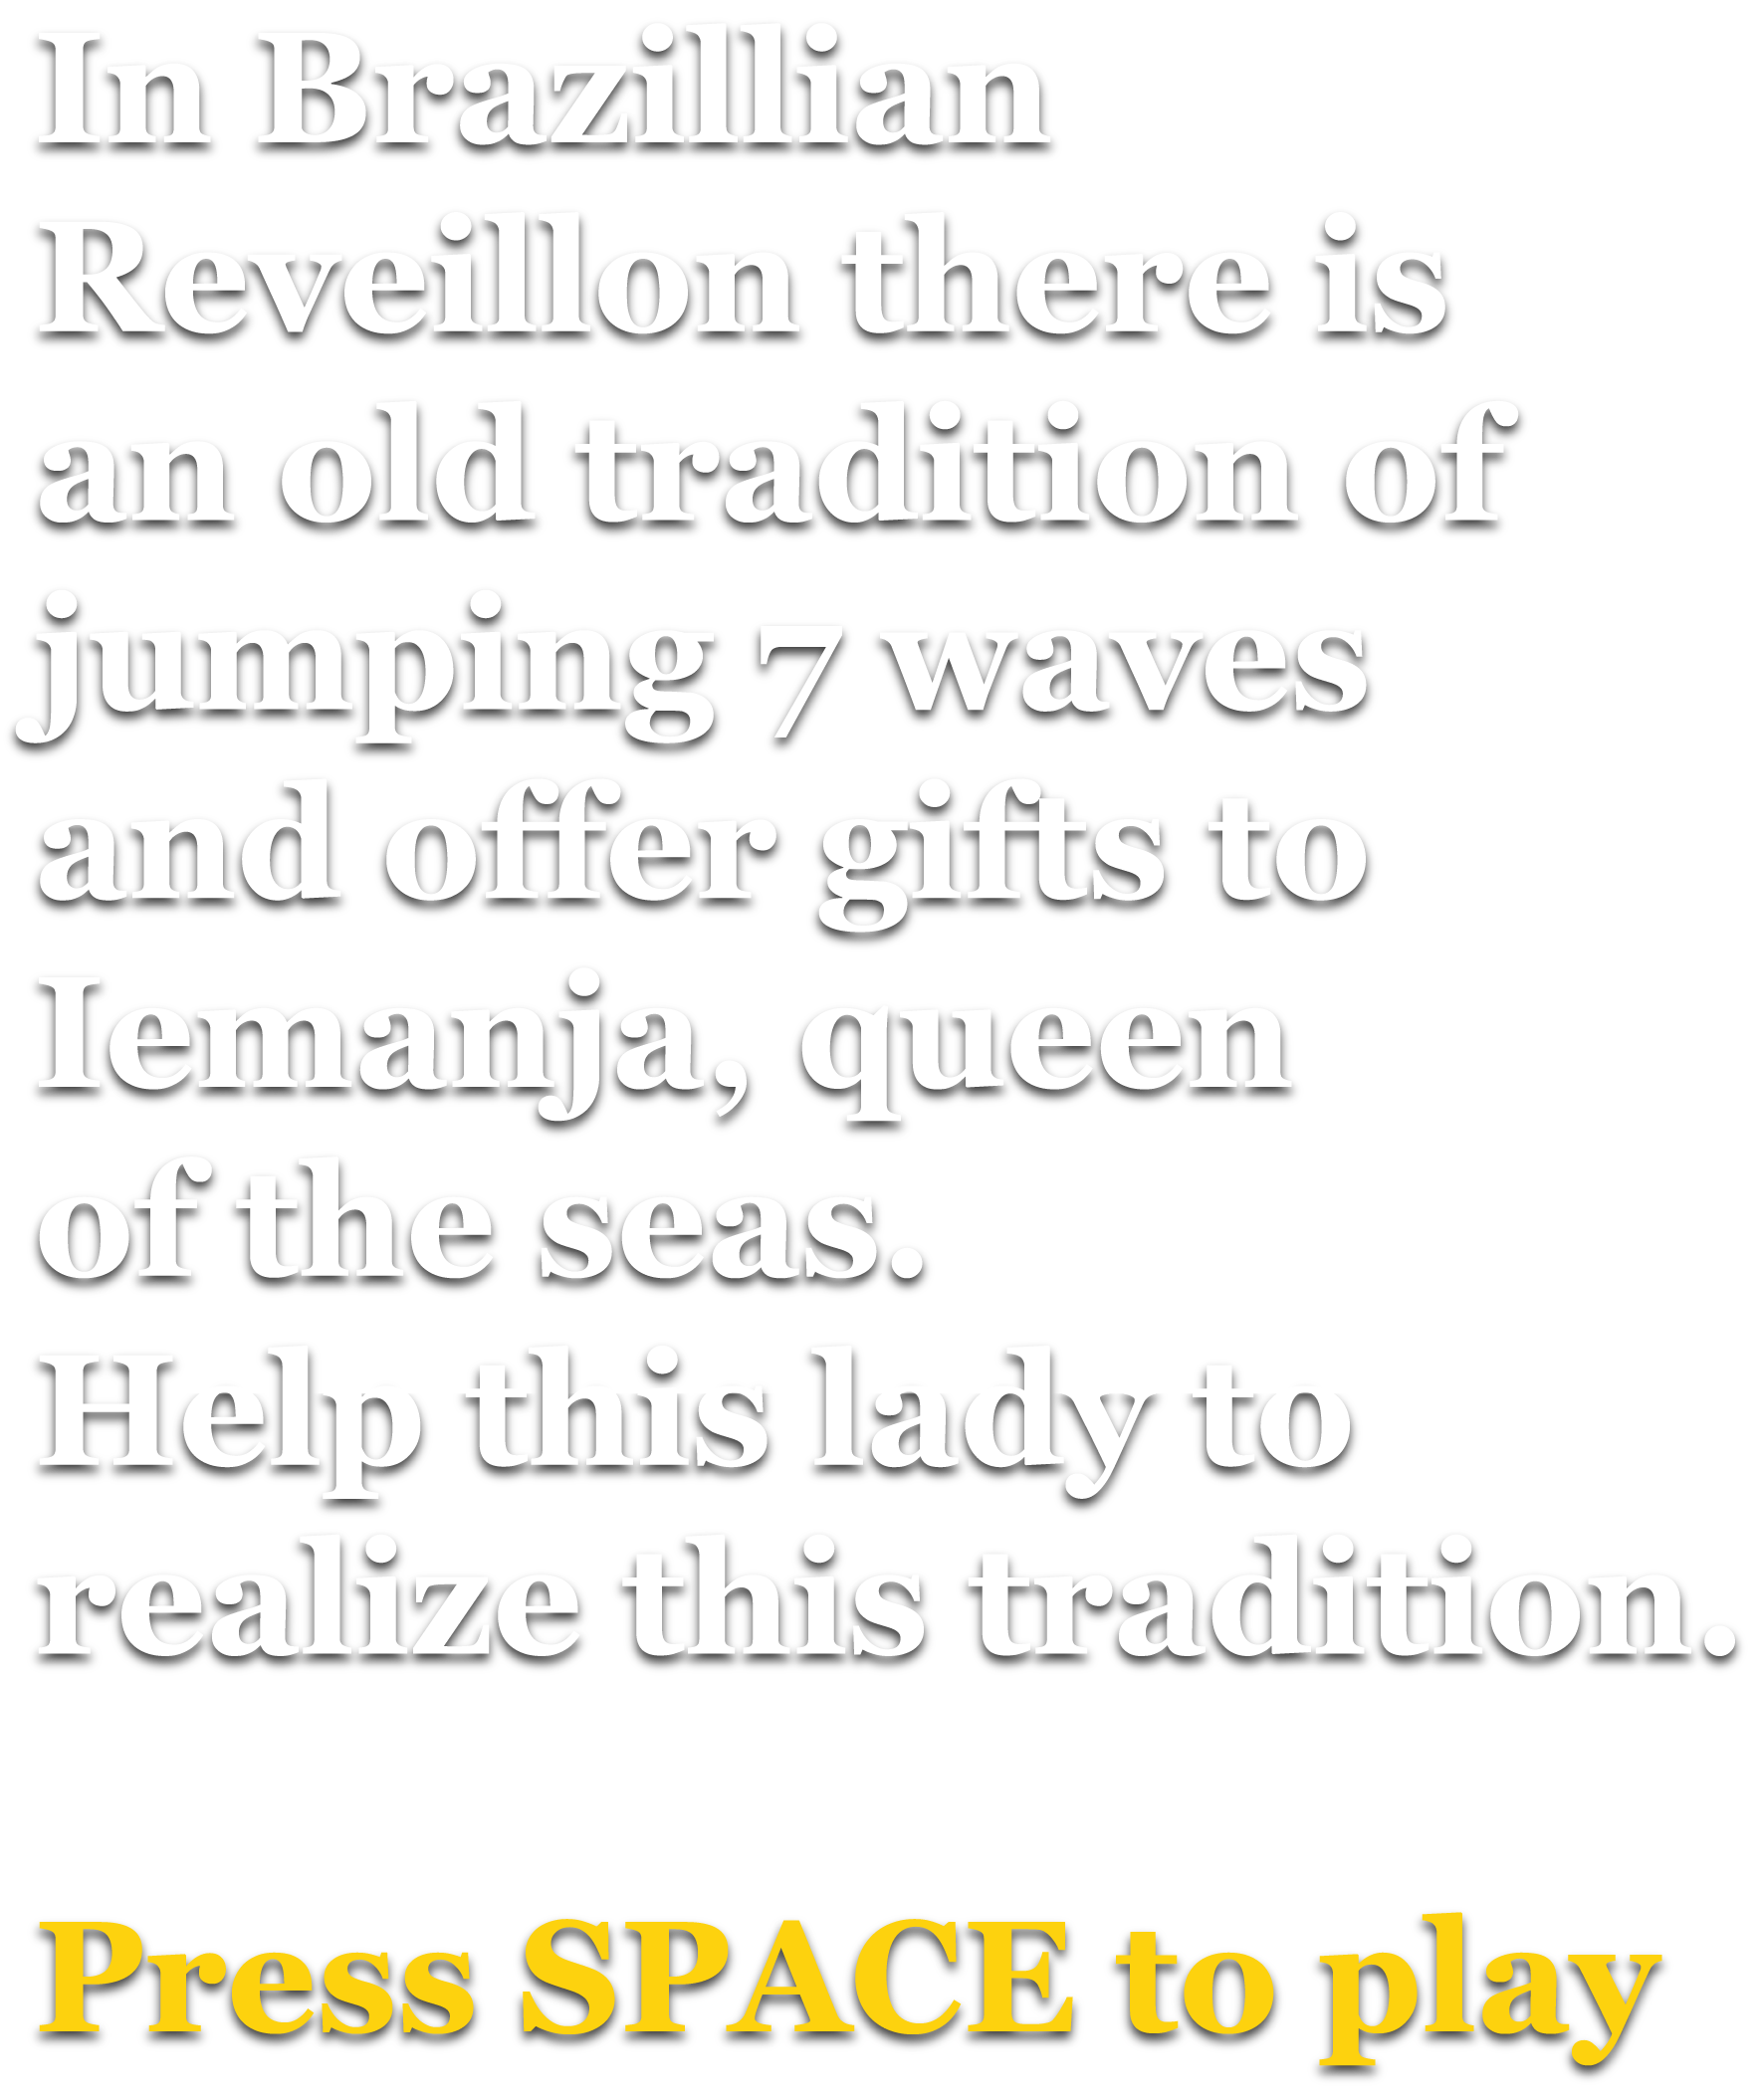 In Brazillian
Reveillon there is
an old tradition of
jumping 7 waves
and offer gifts to
Iemanja, queen
of the seas.
Help this lady to
realize this tradition.
Press SPACE to play